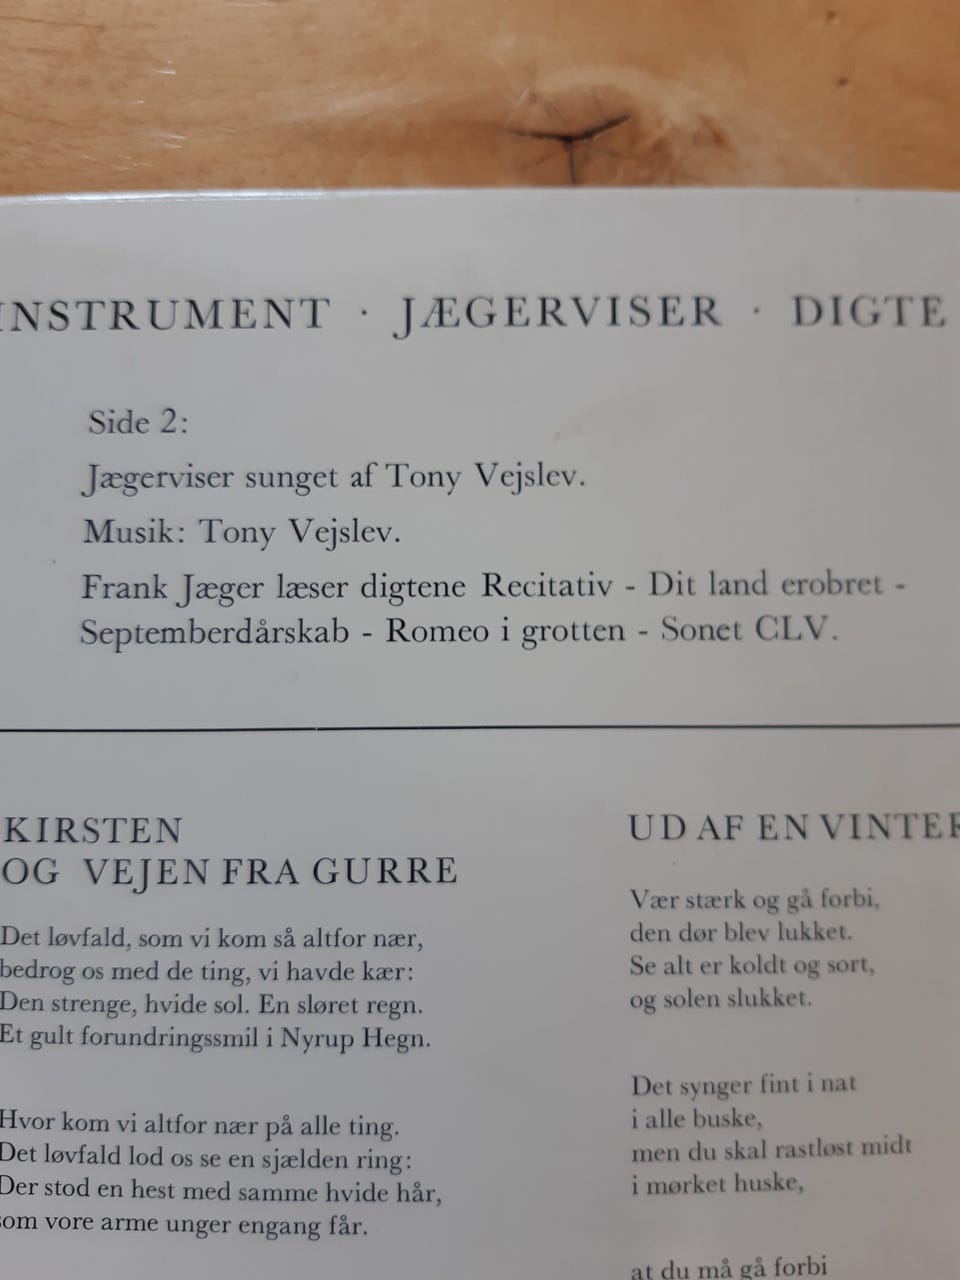 INSTRUMENT · JÆGERVISER · DIGTE
Side 2:
Jægerviser sunget af Tony Vejslev.
Musik: Tony Vejslev.
Frank Jæger læser digtene Recitativ - Dit land erobret -
Septemberdårskab - Romeo i grotten - Sonet CLV.
KIRSTEN
OG VEJEN FRA GURRE
Det løvfald, som vi kom så altfor nær,
bedrog os med de ting, vi havde kær:
Den strenge, hvide sol. En sløret regn.
Et gult forundringssmil i Nyrup Hegn.
Hvor kom vi altfor nær på alle ting.
Det løvfald lod os se en sjælden ring:
Der stod en hest med samme hvide hår,
som vore arme unger engang får.
UD AF EN VINTER
Vær stærk og gå forbi,
den dør blev lukket.
Se alt er koldt og sort,
og solen slukket.
Det synger fint i nat
i alle buske,
men du skal rastløst midt
i mørket huske,
at du må gå forbi